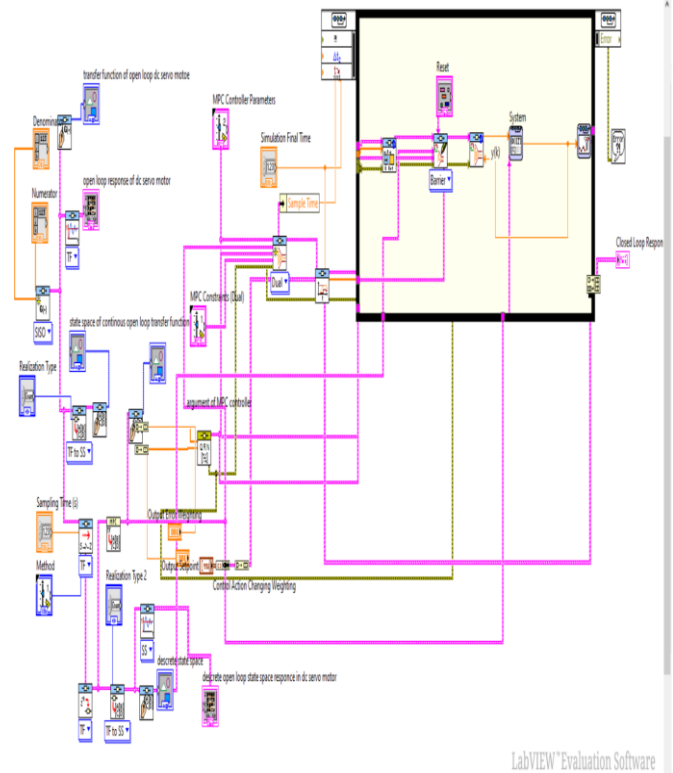 transfer function of open loop dc servo motoe
Denominat
MPC Controller Parameters
Reset
System
Error
Simulation Final Time
y(k)
Barrier
Numerator
open loop response of dc servo motor
Sample Time
TF
Closed Loop Respon
Dual
SISO
MPC Constraints (Dual)
state space of continous open loop transfer function
Realization Type
argument of MPC controller
TF to SS
Sampling Time (s)
Output Error Weighting
TF
Method
Realization Type 2
Output Setpoint
Control Action Changing Weighting
SS
discrete state space
descrete open loop state space responce in dc servo motor
TF
TF to SS
LabVIEW™ Evaluation Software